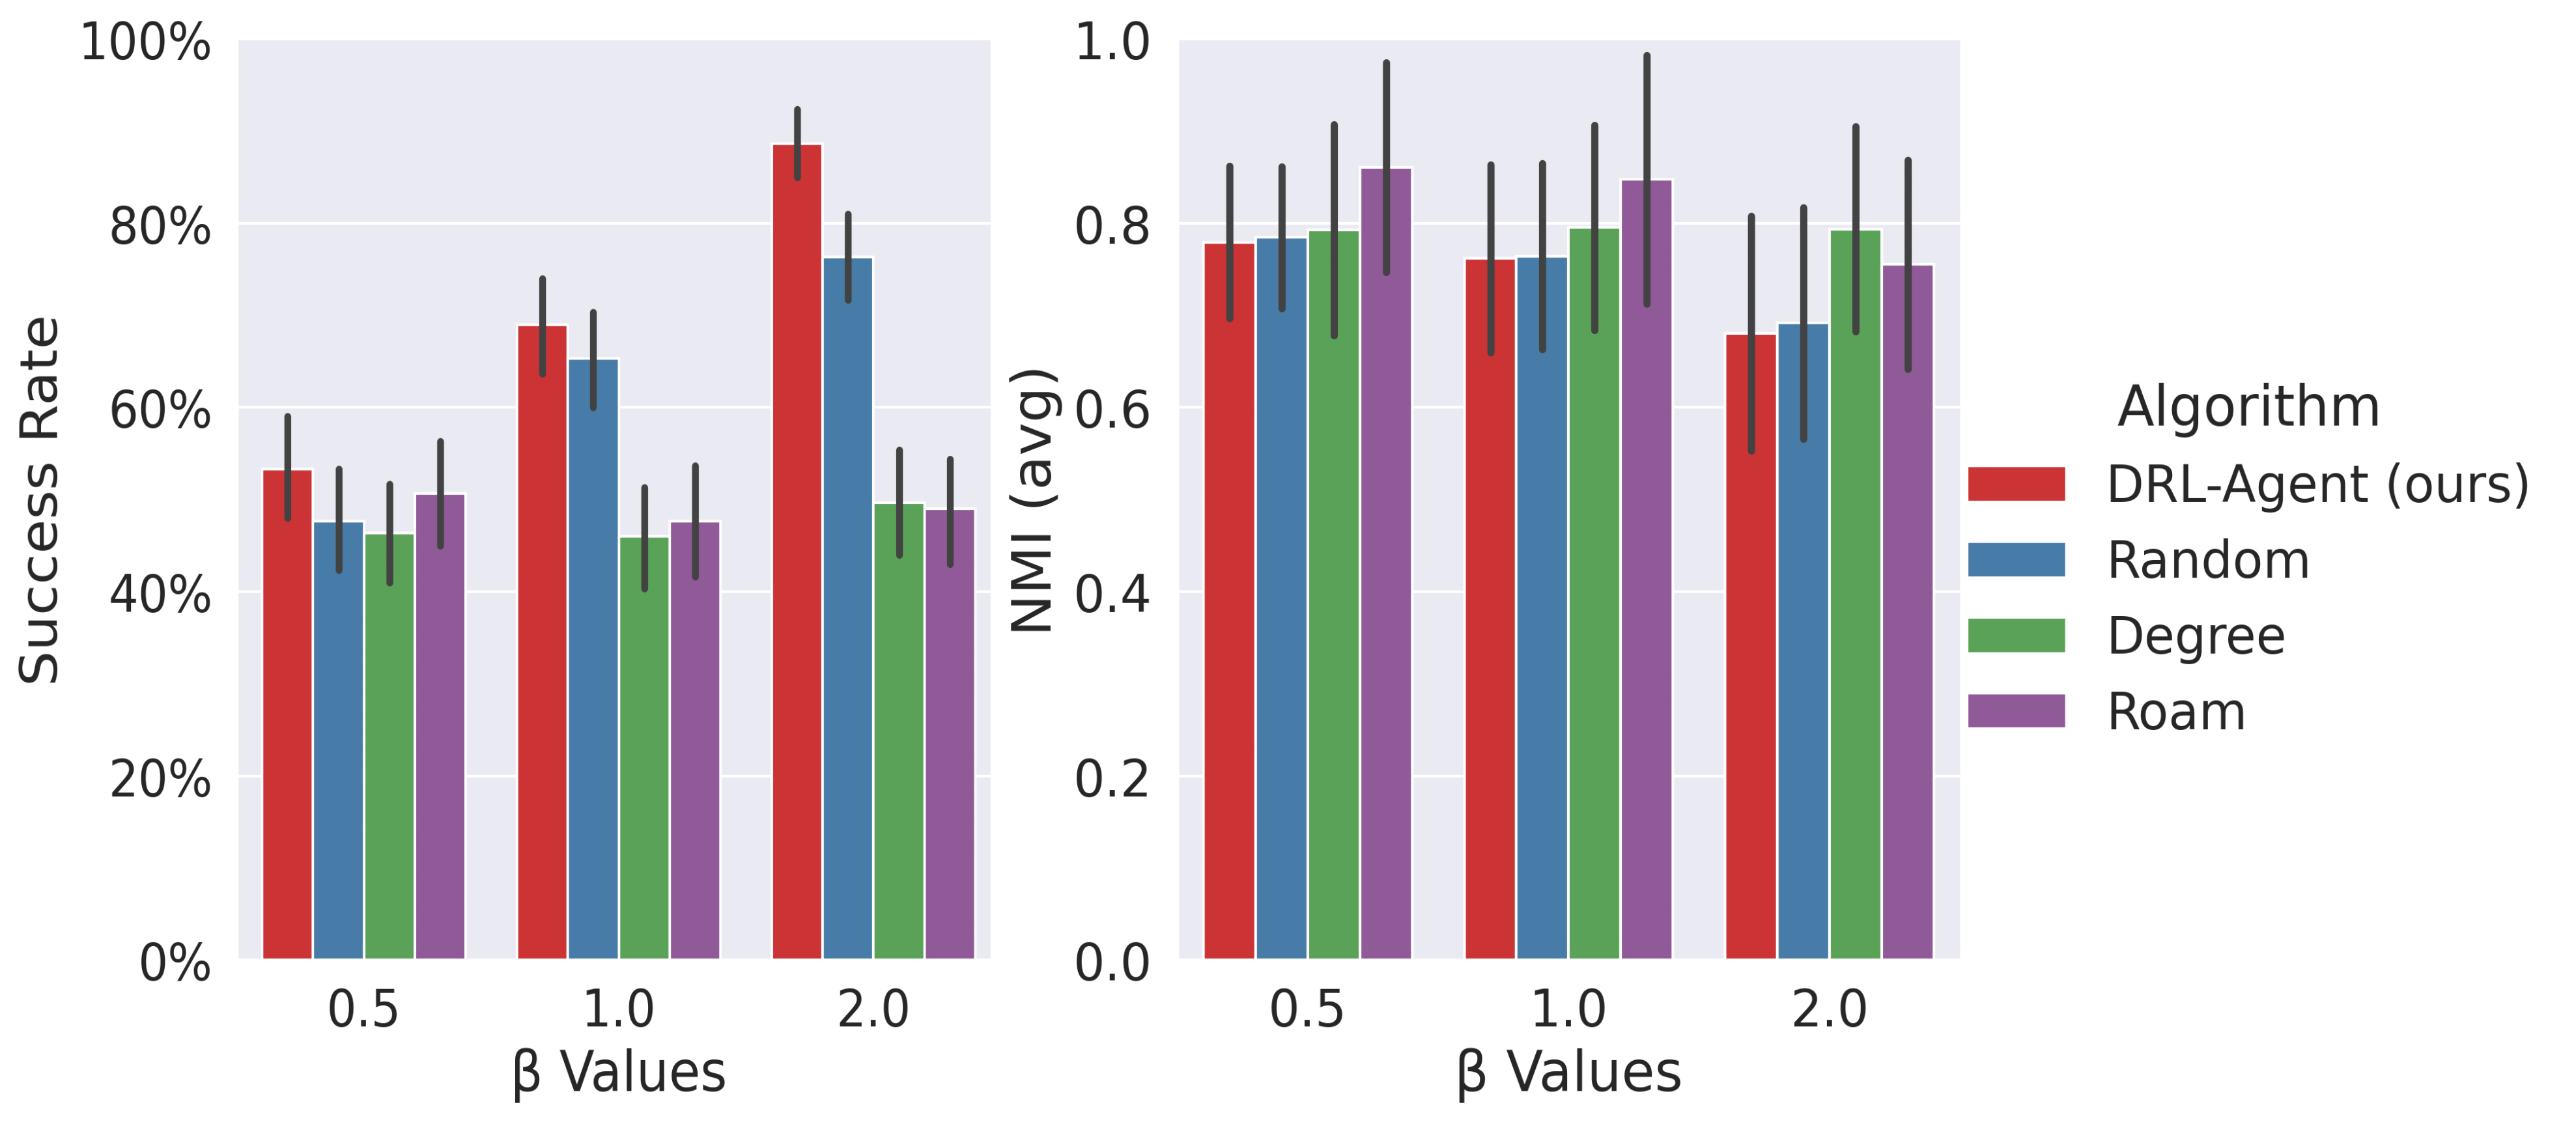 100%
80%
60%
40%
20%
0%
Success Rate
0.5 1.0 2.0
β Values
1.0
0.8
0.6
0.4
0.2
0.0
NMI (avg)
0.5 1.0 2.0
β Values
Algorithm
DRL-Agent (ours)
Random
Degree
Roam